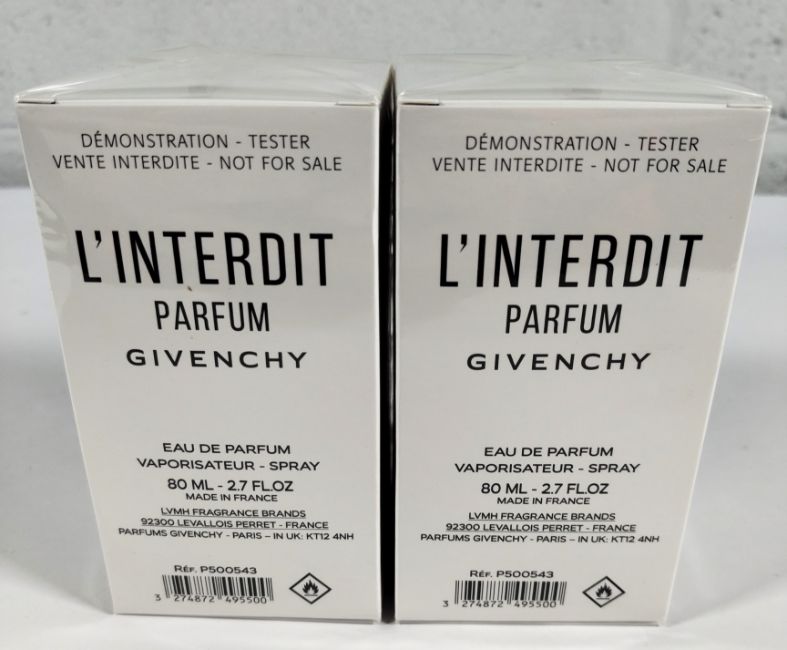 DÉMONSTRATION - TESTER
VENTE INTERDITE - NOT FOR SALE
L'INTERDIT
PARFUM
GIVENCHY
EAU DE PARFUM
VAPORISATEUR - SPRAY
80 ML - 2.7 FL.OZ
MADE IN FRANCE
LVMH FRAGRANCE BRANDS
92300 LEVALLOIS PERRET - FRANCE
PARFUMS GIVENCHY - PARIS – IN UK: KT12 4NH
RÉF. P500543
3 274872 495500
DÉMONSTRATION - TESTER
VENTE INTERDITE - NOT FOR SALE
L'INTERDIT
PARFUM
GIVENCHY
EAU DE PARFUM
VAPORISATEUR - SPRAY
80 ML - 2.7 FL.OZ
MADE IN FRANCE
LVMH FRAGRANCE BRANDS
92300 LEVALLOIS PERRET - FRANCE
PARFUMS GIVENCHY - PARIS – IN UK: KT12 4NH
RÉF. P500543
3 274872 495500